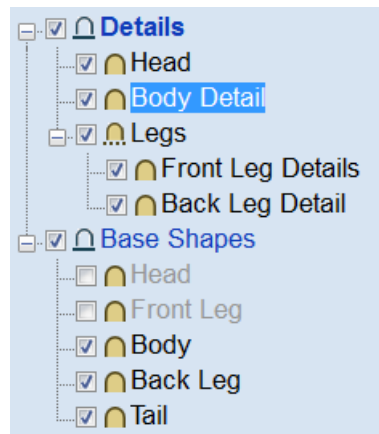 Details
Head
Body Detail
Legs
Front Leg Details
Back Leg Detail
Base Shapes
Head
Front Leg
Body
Back Leg
Tail